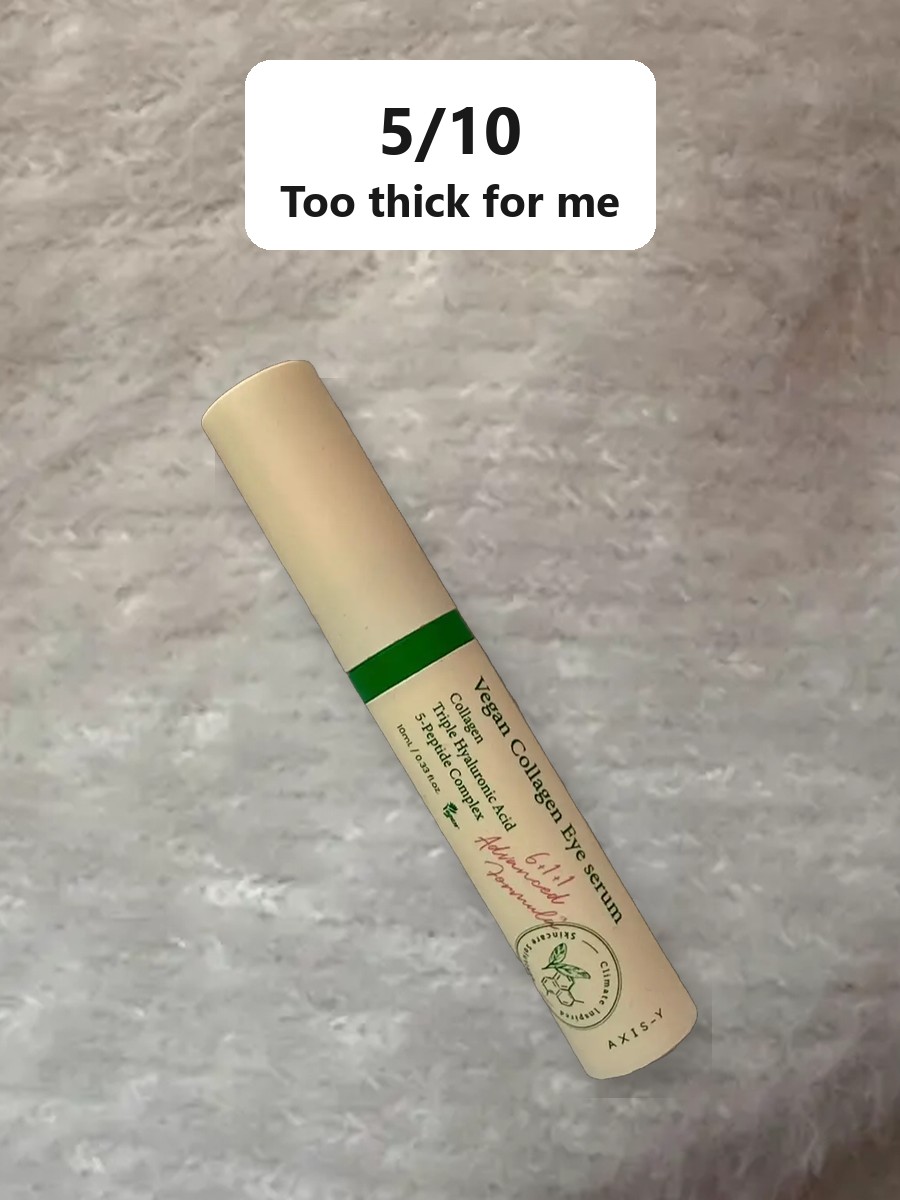 5/10
Too thick for me
Vegan Collagen Eye serum
Collagen
Triple Hyaluronic Acid
5-Peptide Complex
10mL / 0.33 fl.oz.
Vegan
6+1+1
Advanced
Formula
Climate Inspired
Skincare
AXIS-Y